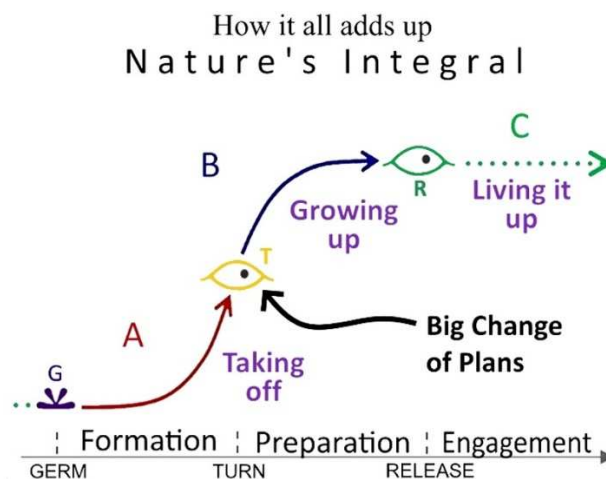 How it all adds up
Nature's Integral
C
B
R
Growing
up
Living it
up
T
A
Big Change
of Plans
G
Taking
off
Formation Preparation Engagement
GERM TURN RELEASE